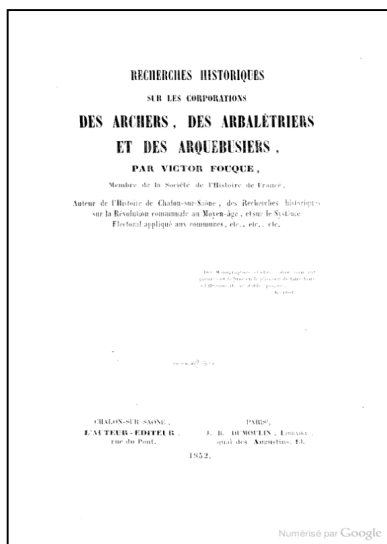 RECHERCHES HISTORIQUES
SUR LES CORPORATIONS
DES ARCHERS, DES ARBALÉTRIERS
ET DES ARQUEBUSIERS,
PAR VICTOR FOUQUE,
Membre de la Société de l'Histoire de France,
Auteur de l'Histoire de Chalon-sur-Saône, des Recherches historiques
sur la Révolution communale au Moyen-âge, et sur le Système
Électoral appliqué aux communes, etc., etc., etc.
CHALON-SUR-SAONE, PARIS,
L'AUTEUR-ÉDITEUR, J. B. DUMOULIN, Libraire,
rue du Pont. quai des Augustins, 13.
1852.
Numérisé par Google